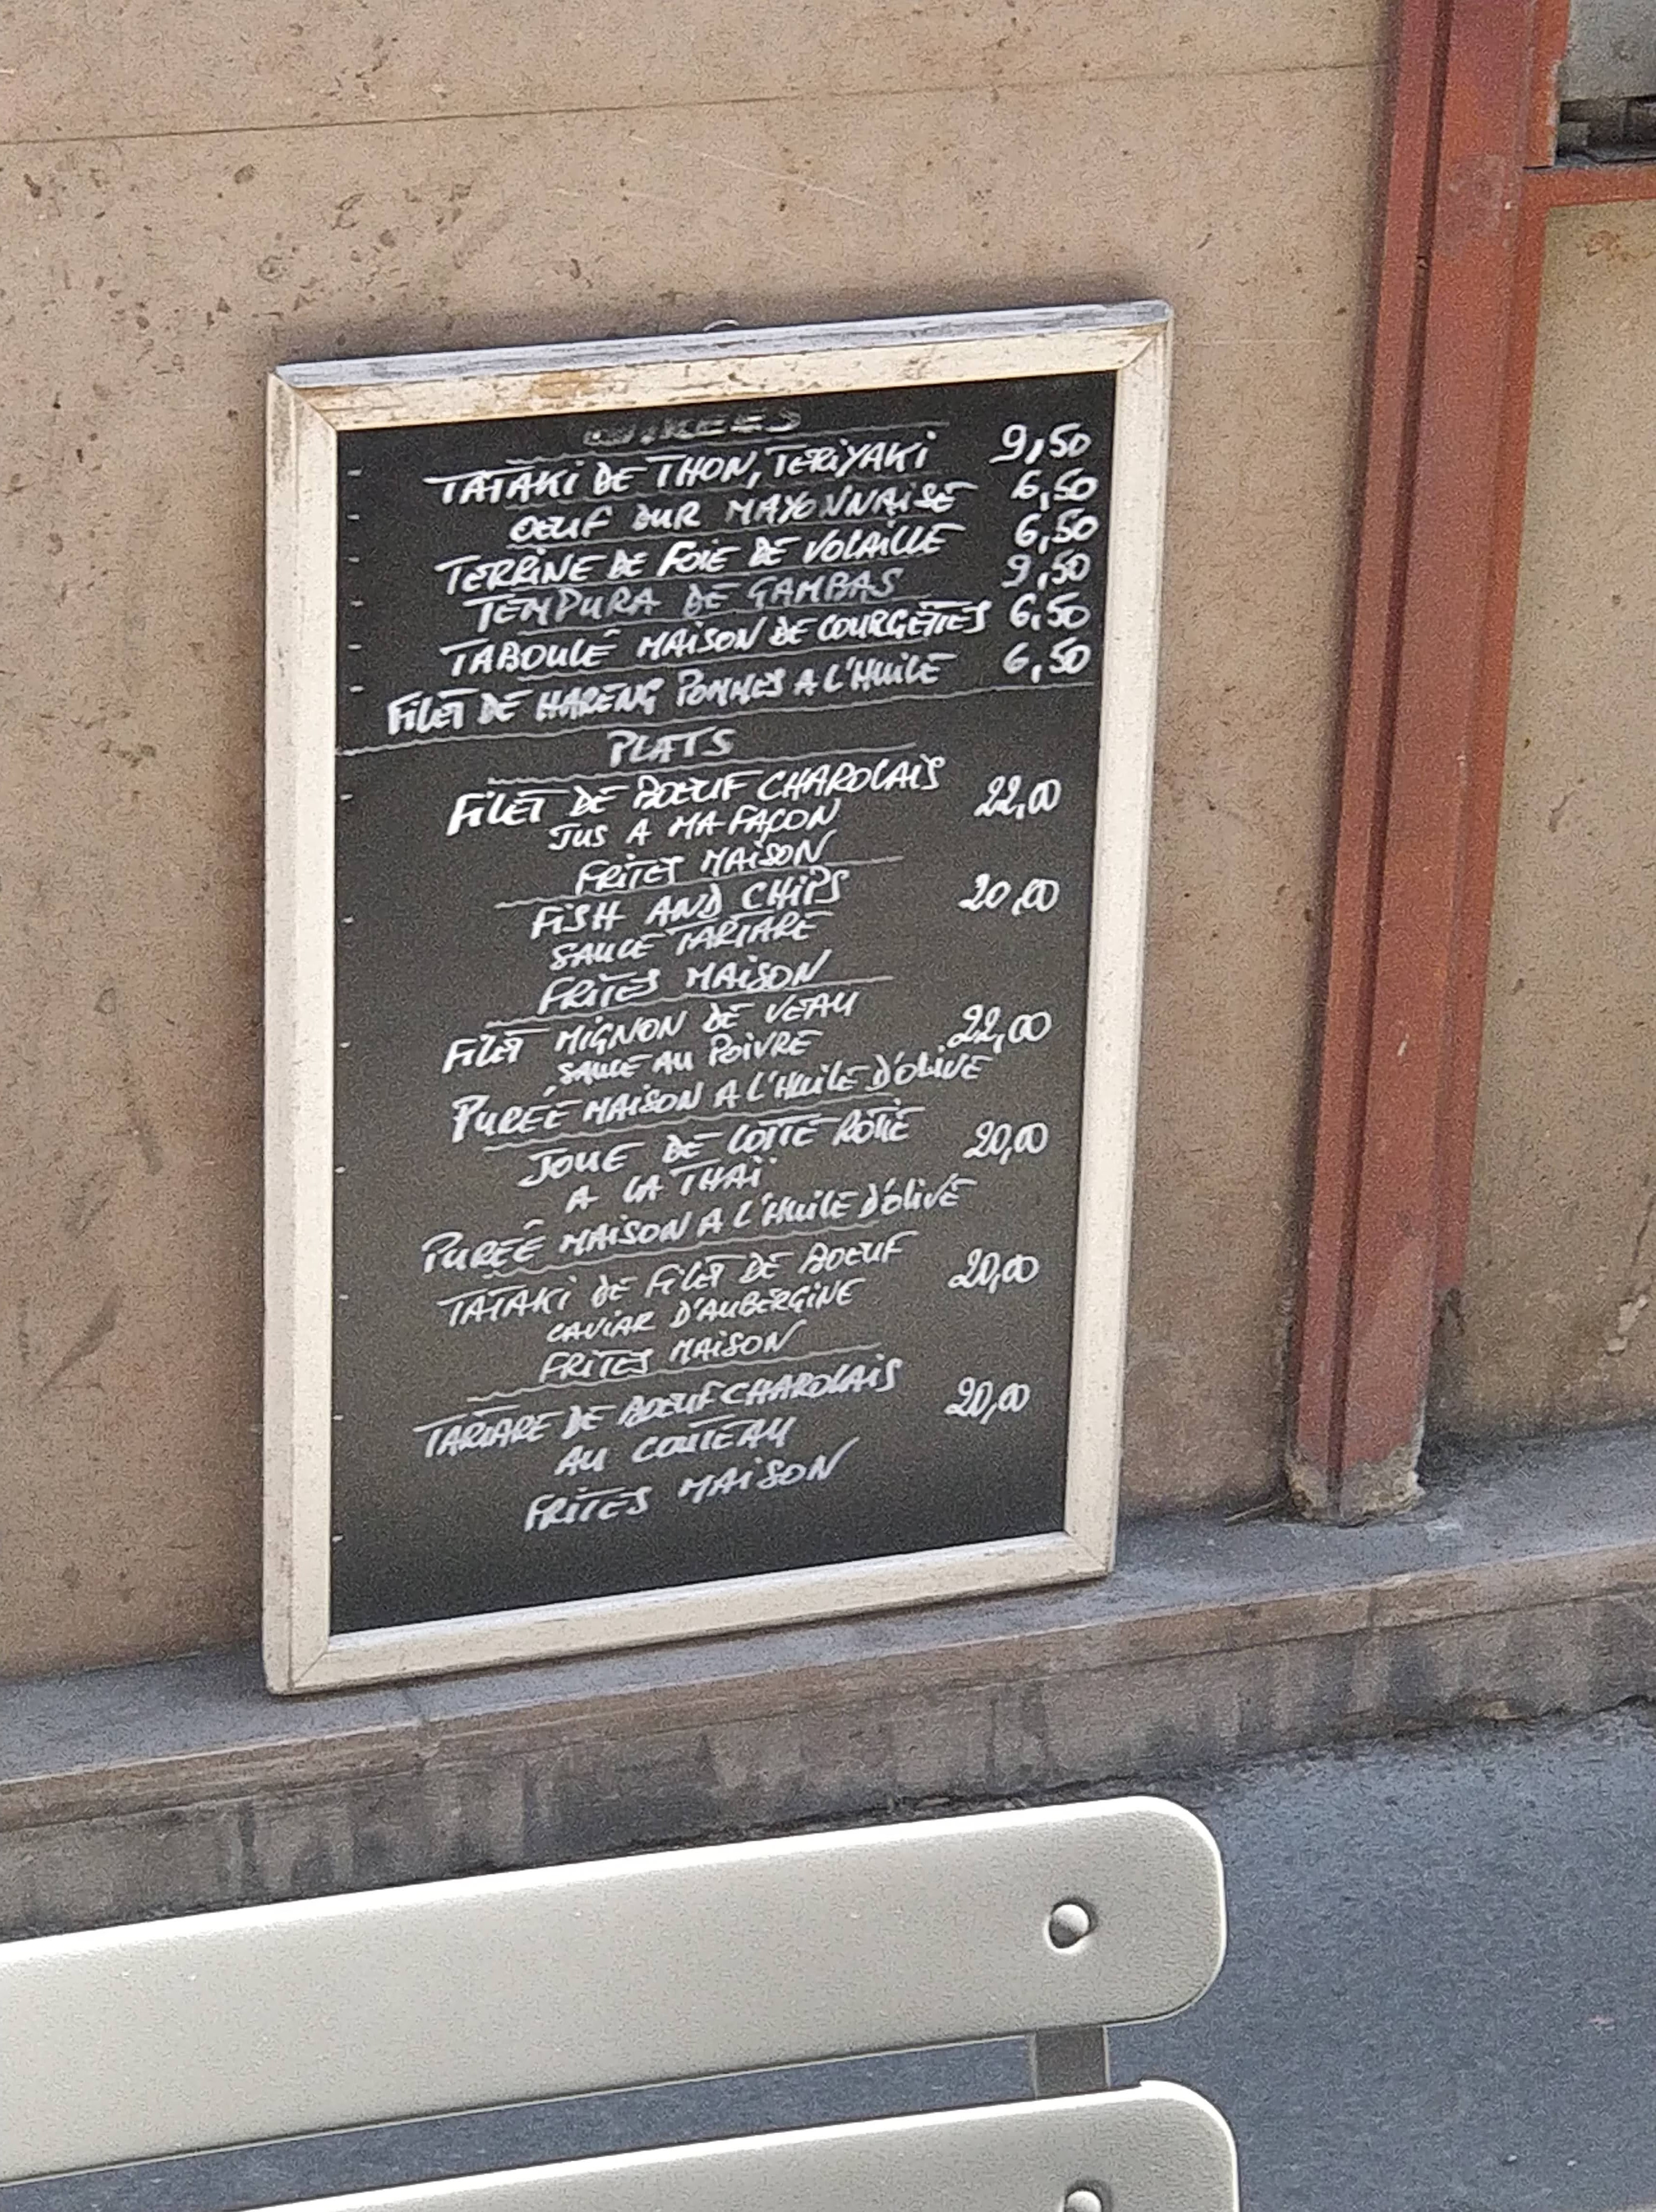 ENTREES
TATAKI DE THON, TERIYAKI 9,50
OEUF DUR MAYONNAISE 6,50
TERRINE DE FOIE DE VOLAILLE 6,50
TEMPURA DE GAMBAS 9,50
TABOULÉ MAISON DE COURGETTES 6,50
FILET DE HARENG POMMES A L'HUILE 6,50
PLATS
FILET DE BOEUF CHAROLAIS 22,00
JUS A MA FAÇON
FRITES MAISON
FISH AND CHIPS 20,00
SAUCE TARTARE
FRITES MAISON
FILET MIGNON DE VEAU 22,00
SAUCE AU POIVRE
PURÉE MAISON A L'HUILE D'OLIVE
JOUE DE LOTTE ROTIE 20,00
A LA THAÏ
PURÉE MAISON A L'HUILE D'OLIVE
TATAKI DE FILET DE BOEUF 20,00
CAVIAR D'AUBERGINE
FRITES MAISON
TARTARE DE BOEUF CHAROLAIS 20,00
AU COUTEAU
FRITES MAISON